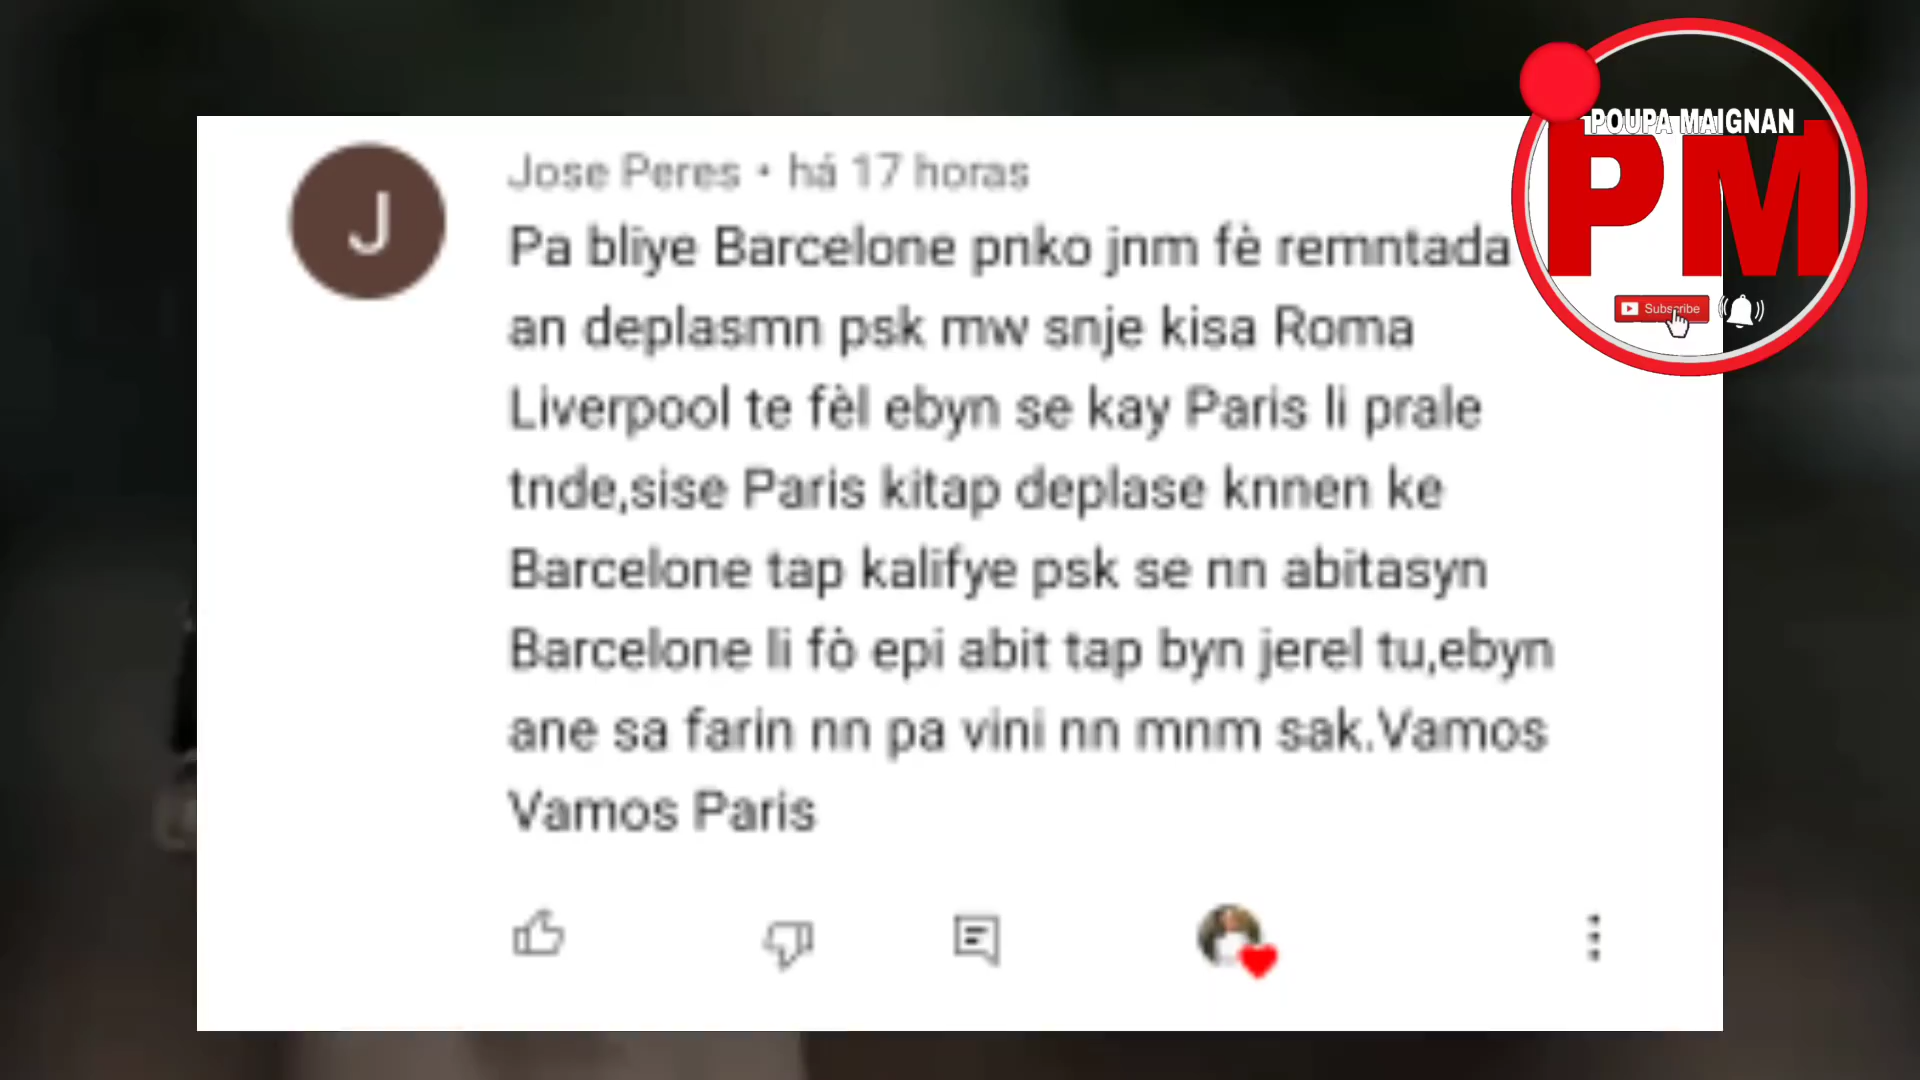 POUPA MAIGNAN
PM
Subscribe
Jose Peres • há 17 horas
J
Pa bliye Barcelone pnko jnm fè remntada
an deplasmn psk mw snje kisa Roma
Liverpool te fèl ebyn se kay Paris li prale
tnde,sise Paris kitap deplase knnen ke
Barcelone tap kalifye psk se nn abitasyn
Barcelone li fò epi abit tap byn jerel tu,ebyn
ane sa farin nn pa vini nn mnm sak.Vamos
Vamos Paris